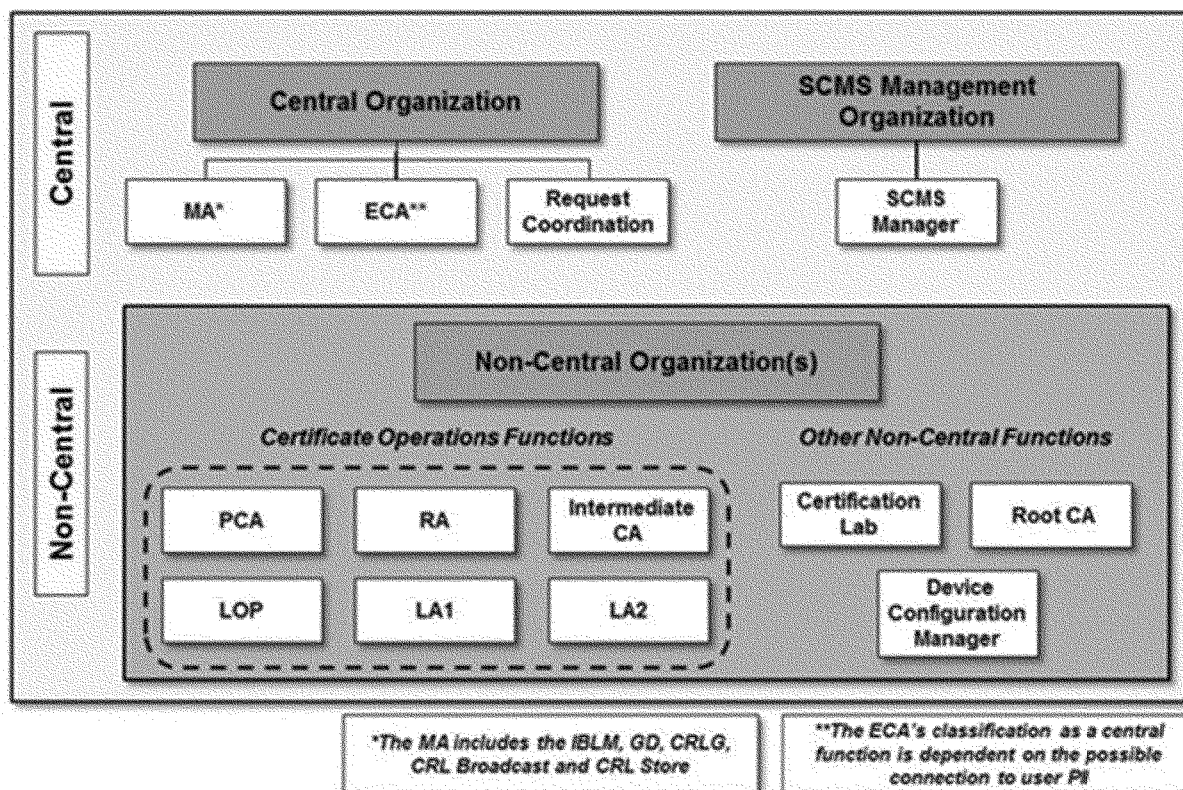 Central
Central Organization
SCMS Management
Organization
MA*
ECA**
Request
Coordination
SCMS
Manager
Non-Central
Non-Central Organization(s)
Certificate Operations Functions
Other Non-Central Functions
PCA
RA
Intermediate
CA
Certification
Lab
Root CA
LOP
LA1
LA2
Device
Configuration
Manager
*The MA includes the IBLM, GD, CRLG,
CRL Broadcast and CRL Store
**The ECA's classification as a central
function is dependent on the possible
connection to user PII